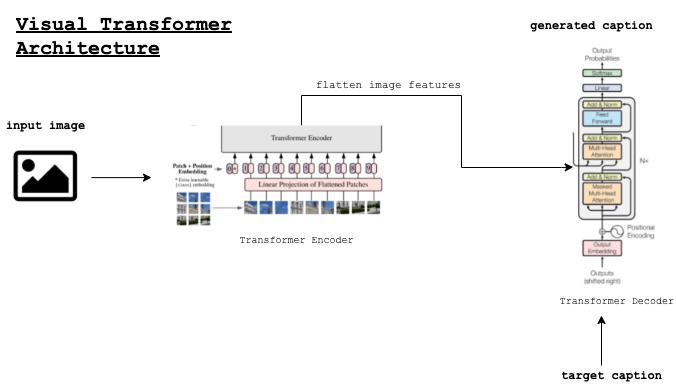 Visual Transformer
Architecture
generated caption
Output
Probabilities
Softmax
Linear
flatten image features
Add & Norm
Feed
Forward
Add & Norm
Multi-Head
Attention
N×
Add & Norm
Masked
Multi-Head
Attention
Positional
Encoding
Output
Embedding
Outputs
(shifted right)
Transformer Decoder
target caption
input image
Transformer Encoder
Patch + Position
Embedding
* Extra learnable
[class] embedding
0 * 1 2 3 4 5 6 7 8 9
Linear Projection of Flattened Patches
Transformer Encoder